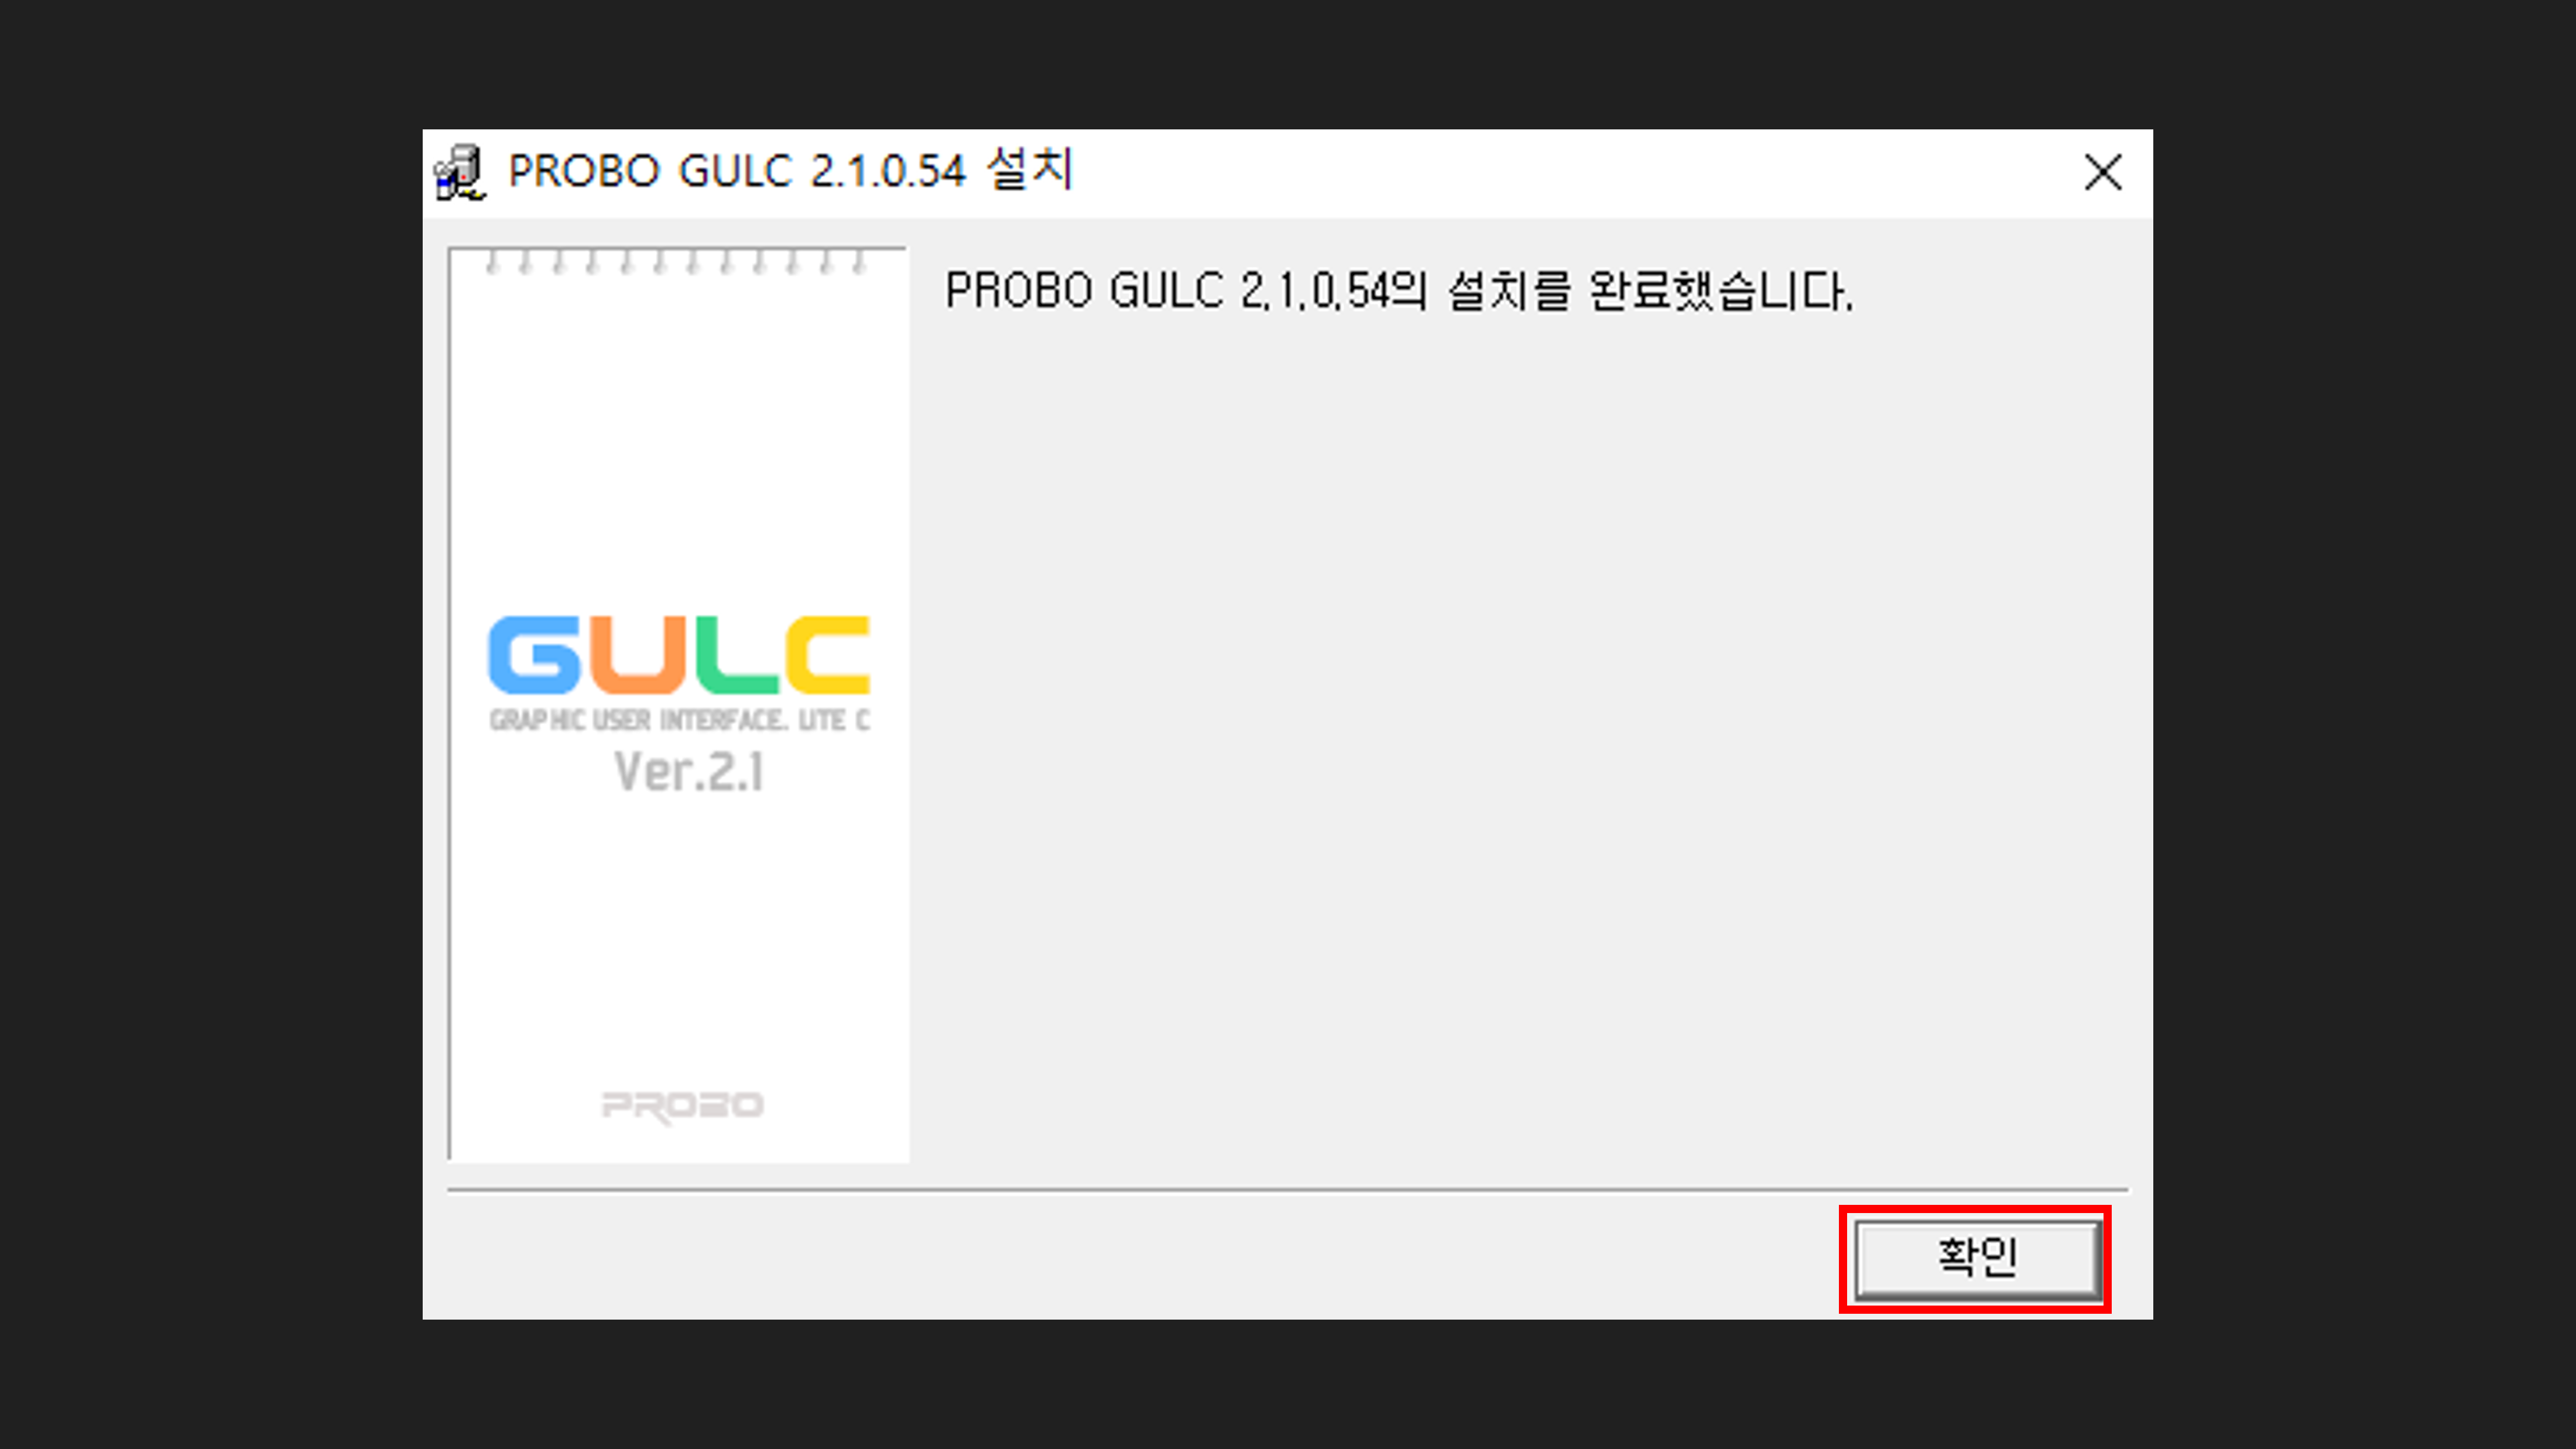 PROBO GULC 2.1.0.54 설치
PROBO GULC 2.1.0.54의 설치를 완료했습니다.
GULC
GRAPHIC USER INTERFACE. LITE C
Ver.2.1
PROBO
확인